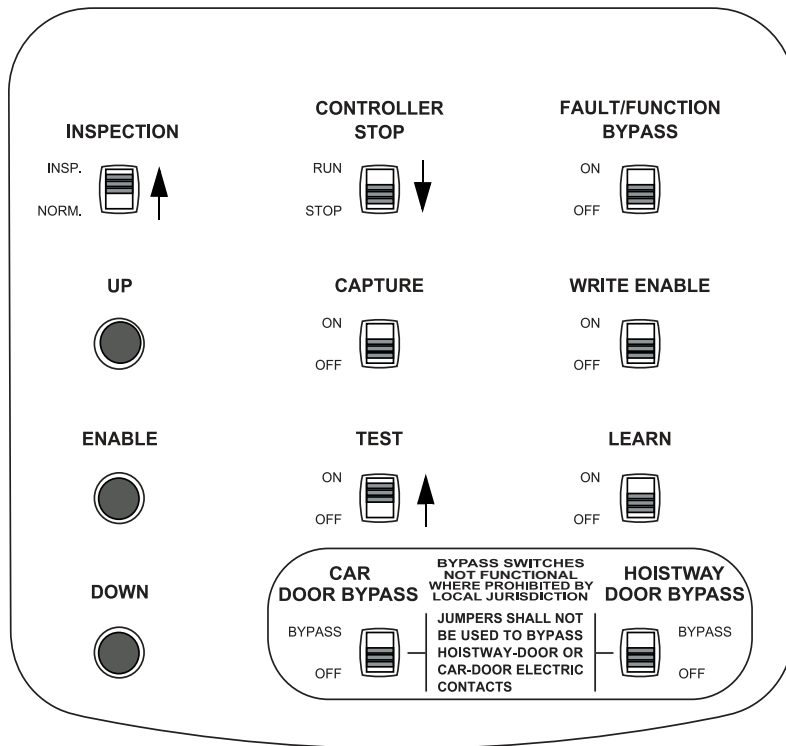 INSPECTION
INSP.
NORM.
CONTROLLER
STOP
RUN
STOP
FAULT/FUNCTION
BYPASS
ON
OFF
UP
CAPTURE
ON
OFF
WRITE ENABLE
ON
OFF
ENABLE
TEST
ON
OFF
LEARN
ON
OFF
DOWN
CAR
DOOR BYPASS
BYPASS
OFF
BYPASS SWITCHES
NOT FUNCTIONAL
WHERE PROHIBITED BY
LOCAL JURISDICTION
JUMPERS SHALL NOT
BE USED TO BYPASS
HOISTWAY-DOOR OR
CAR-DOOR ELECTRIC
CONTACTS
HOISTWAY
DOOR BYPASS
BYPASS
OFF